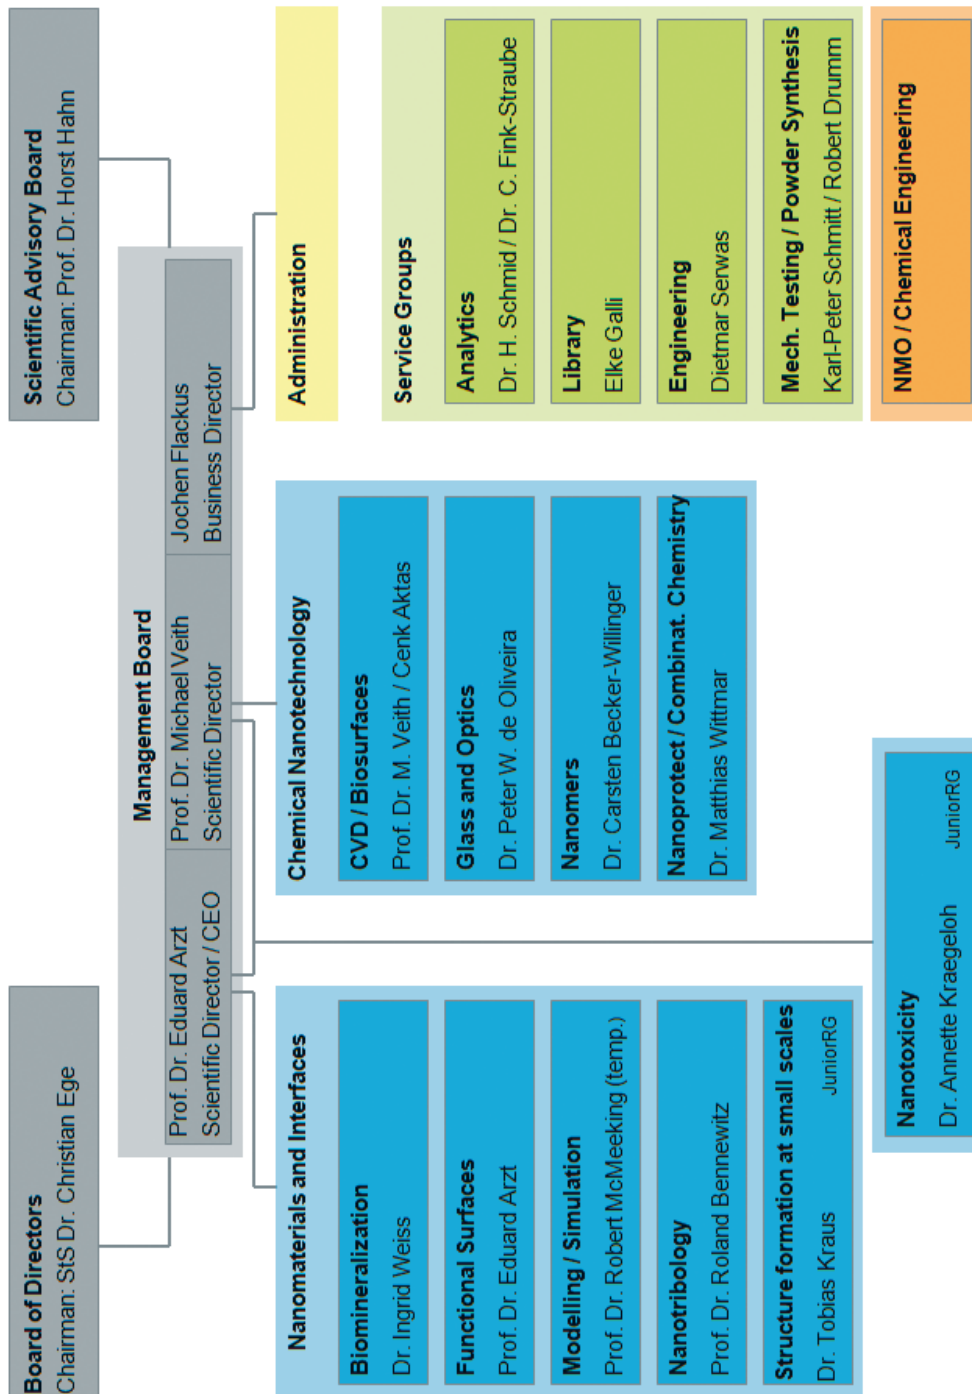 Board of Directors
Chairman: StS Dr. Christian Ege
Scientific Advisory Board
Chairman: Prof. Dr. Horst Hahn
Management Board
Prof. Dr. Eduard Arzt
Scientific Director / CEO
Prof. Dr. Michael Veith
Scientific Director
Jochen Flackus
Business Director
Nanomaterials and Interfaces
Biomineralization
Dr. Ingrid Weiss
Functional Surfaces
Prof. Dr. Eduard Arzt
Modelling / Simulation
Prof. Dr. Robert McMeeking (temp.)
Nanotribology
Prof. Dr. Roland Bennewitz
Structure formation at small scales
Dr. Tobias Kraus JuniorRG
Chemical Nanotechnology
CVD / Biosurfaces
Prof. Dr. M. Veith / Cenk Aktas
Glass and Optics
Dr. Peter W. de Oliveira
Nanomers
Dr. Carsten Becker-Willinger
Nanoprotect / Combinat. Chemistry
Dr. Matthias Wittmar
Nanotoxicity
Dr. Annette Kraegeloh JuniorRG
Administration
Service Groups
Analytics
Dr. H. Schmid / Dr. C. Fink-Straube
Library
Elke Galli
Engineering
Dietmar Serwas
Mech. Testing / Powder Synthesis
Karl-Peter Schmitt / Robert Drumm
NMO / Chemical Engineering